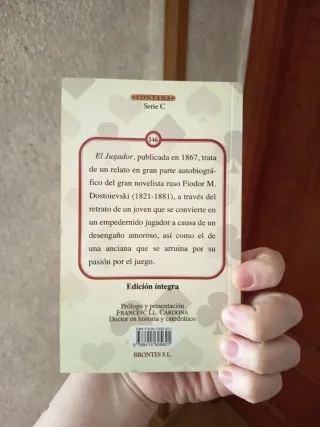 FONTANA
Serie C
346
El Jugador, publicada en 1867, trata
de un relato en gran parte autobiográ-
fico del gran novelista ruso Fiodor M.
Dostoievski (1821-1881), a través del
retrato de un joven que se convierte en
un empedernido jugador a causa de un
desengaño amoroso, así como el de
una anciana que se arruina por su
pasión por el juego.
Edición íntegra
Prólogo y presentación
FRANCESC LL. CARDONA
Doctor en historia y catedrático
BRONTES S.L.